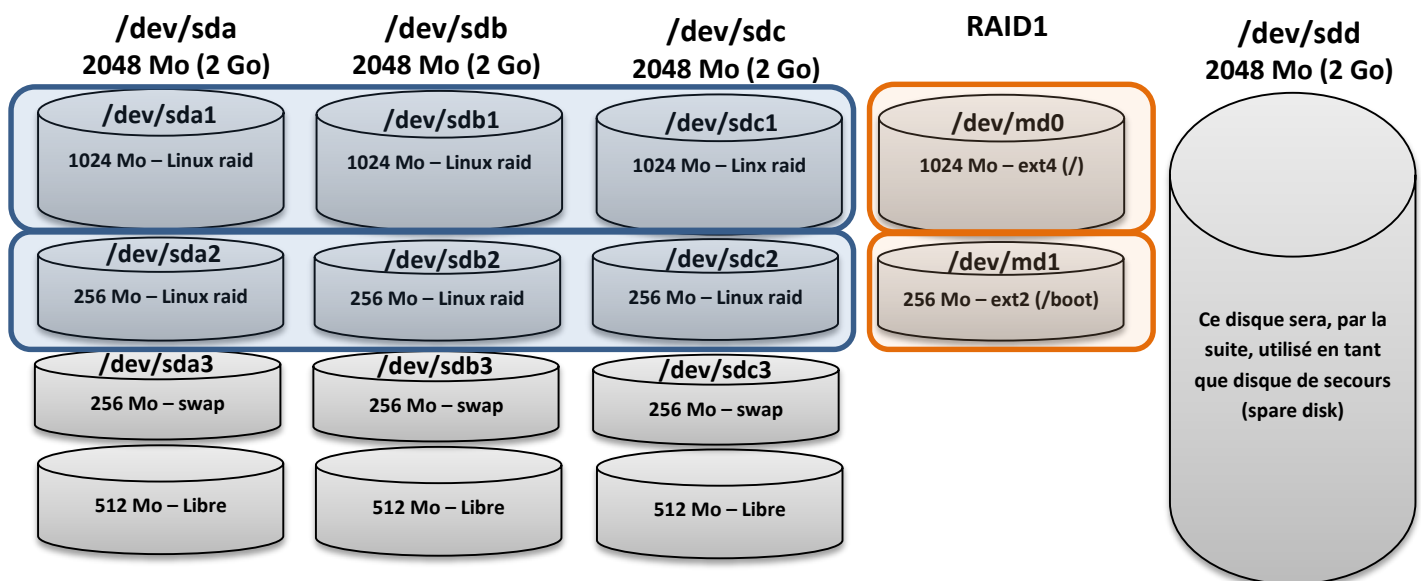 /dev/sda
2048 Mo (2 Go)
/dev/sdb
2048 Mo (2 Go)
/dev/sdc
2048 Mo (2 Go)
RAID1
/dev/sdd
2048 Mo (2 Go)
/dev/sda1
1024 Mo – Linux raid
/dev/sdb1
1024 Mo – Linux raid
/dev/sdc1
1024 Mo – Linx raid
/dev/md0
1024 Mo – ext4 (/)
/dev/sda2
256 Mo – Linux raid
/dev/sdb2
256 Mo – Linux raid
/dev/sdc2
256 Mo – Linux raid
/dev/md1
256 Mo – ext2 (/boot)
/dev/sda3
256 Mo – swap
/dev/sdb3
256 Mo – swap
/dev/sdc3
256 Mo – swap
512 Mo – Libre
512 Mo – Libre
512 Mo – Libre
Ce disque sera, par la
suite, utilisé en tant
que disque de secours
(spare disk)